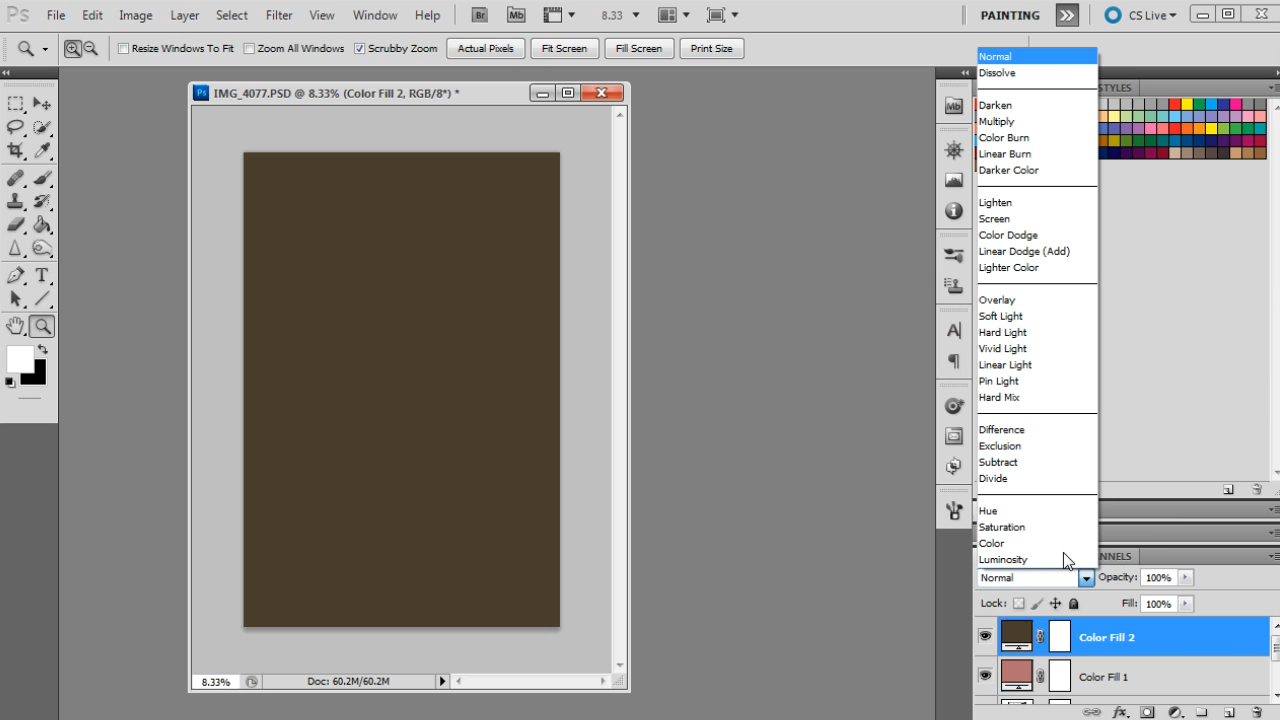 Ps File Edit Image Layer Select Filter Analysis 3D View Window Help Br Mb 8.33 PAINTING CS Live
Resize Windows To Fit Zoom All Windows Scrubby Zoom Actual Pixels Fit Screen Fill Screen Print Size
Ps IMG_4077.PSD @ 8.33% (Color Fill 2, RGB/8*) *
Mb
STYLES
Normal
Dissolve
Darken
Multiply
Color Burn
Linear Burn
Darker Color
Lighten
Screen
Color Dodge
Linear Dodge (Add)
Lighter Color
Overlay
Soft Light
Hard Light
Vivid Light
Linear Light
Pin Light
Hard Mix
Difference
Exclusion
Subtract
Divide
Hue
Saturation
Color
Luminosity
NNELS
Normal Opacity: 100%
Lock: Fill: 100%
Color Fill 2
Color Fill 1
8.33% Doc: 60.2M/60.2M